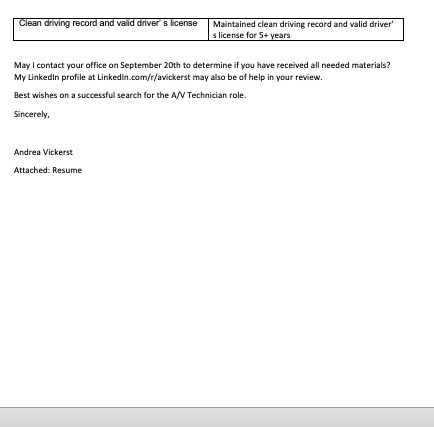 Clean driving record and valid driver' s license
Maintained clean driving record and valid driver'
s license for 5+ years
May I contact your office on September 20th to determine if you have received all needed materials?
My LinkedIn profile at LinkedIn.com/r/avickerst may also be of help in your review.
Best wishes on a successful search for the A/V Technician role.
Sincerely,
Andrea Vickerst
Attached: Resume